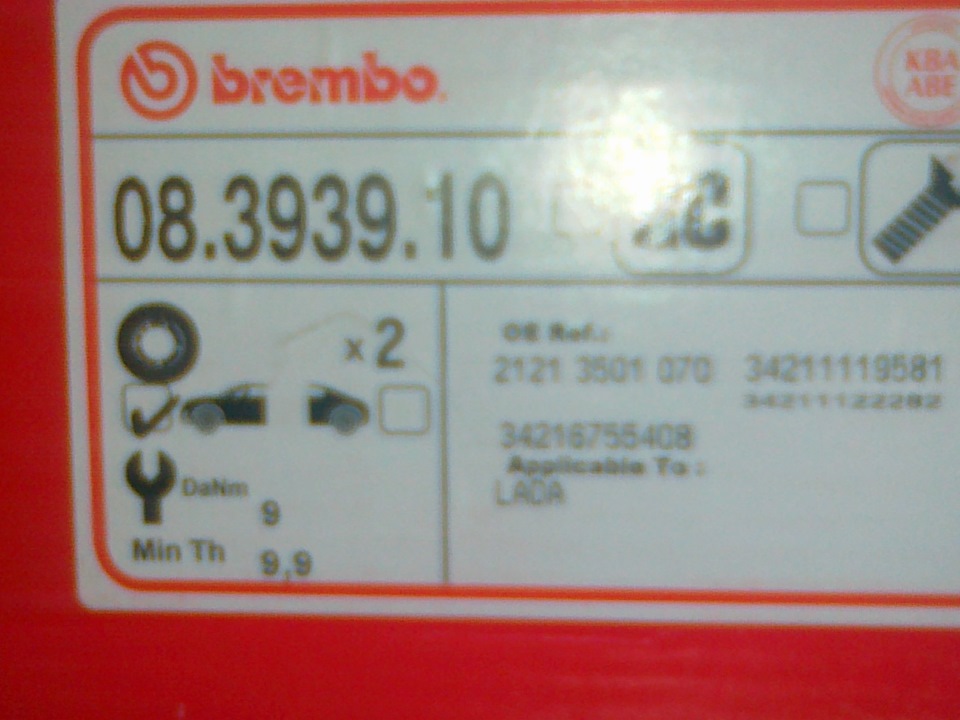 brembo
KBA
ABE
08.3939.10
x2
OE Ref.:
2121 3501 070 34211119581
34211122282
34216755408
Applicable To :
LADA
DaNm 9
Min Th 9,9